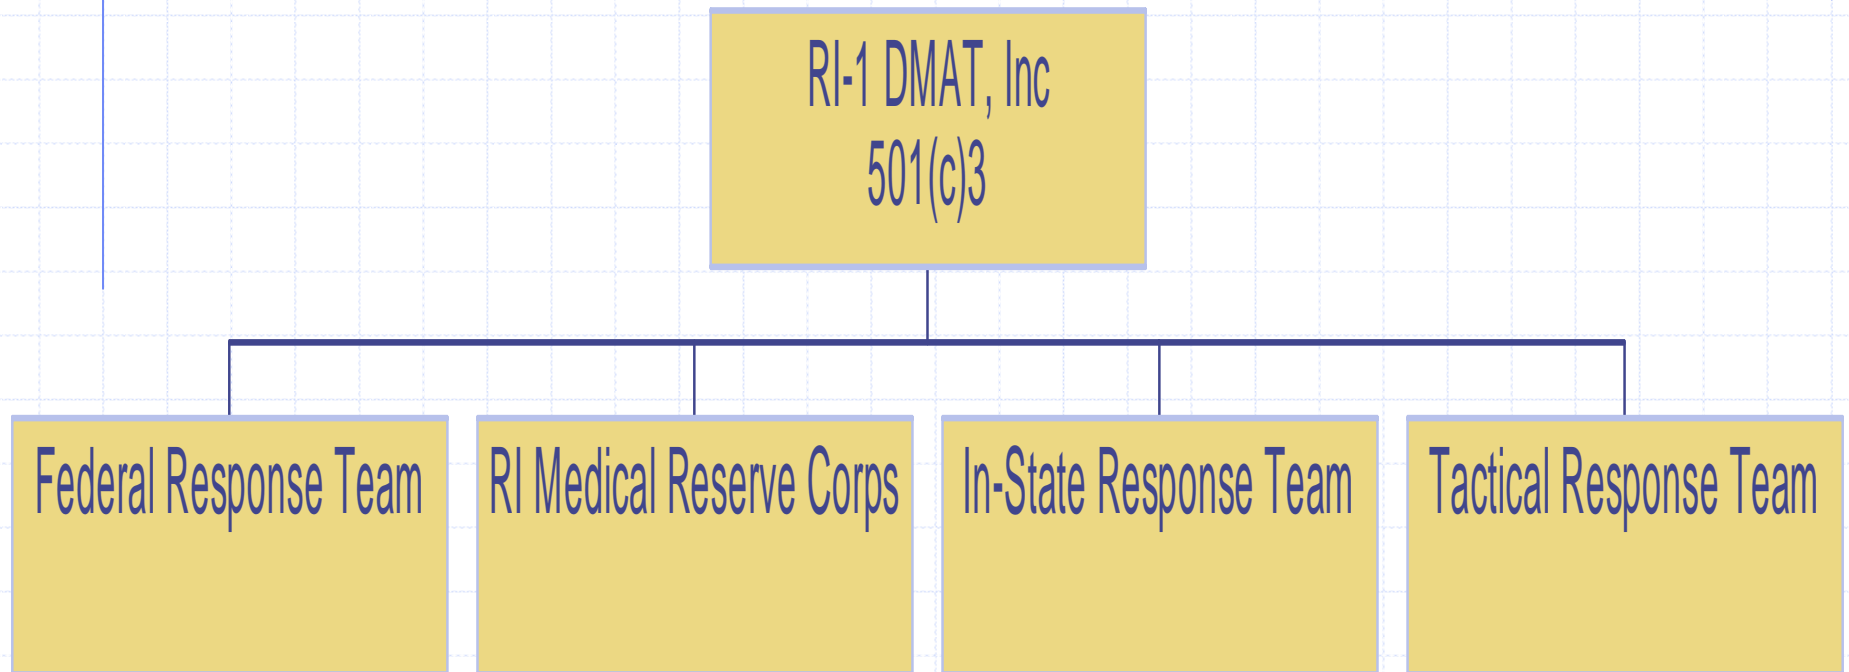 RI-1 DMAT, Inc
501(c)3
Federal Response Team
RI Medical Reserve Corps
In-State Response Team
Tactical Response Team